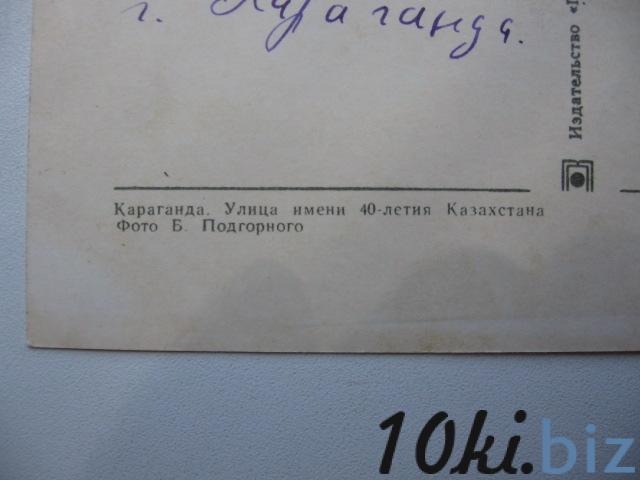 г. Караганда.
Издательство «П
Караганда. Улица имени 40-летия Казахстана
Фото Б. Подгорного
10ki.biz